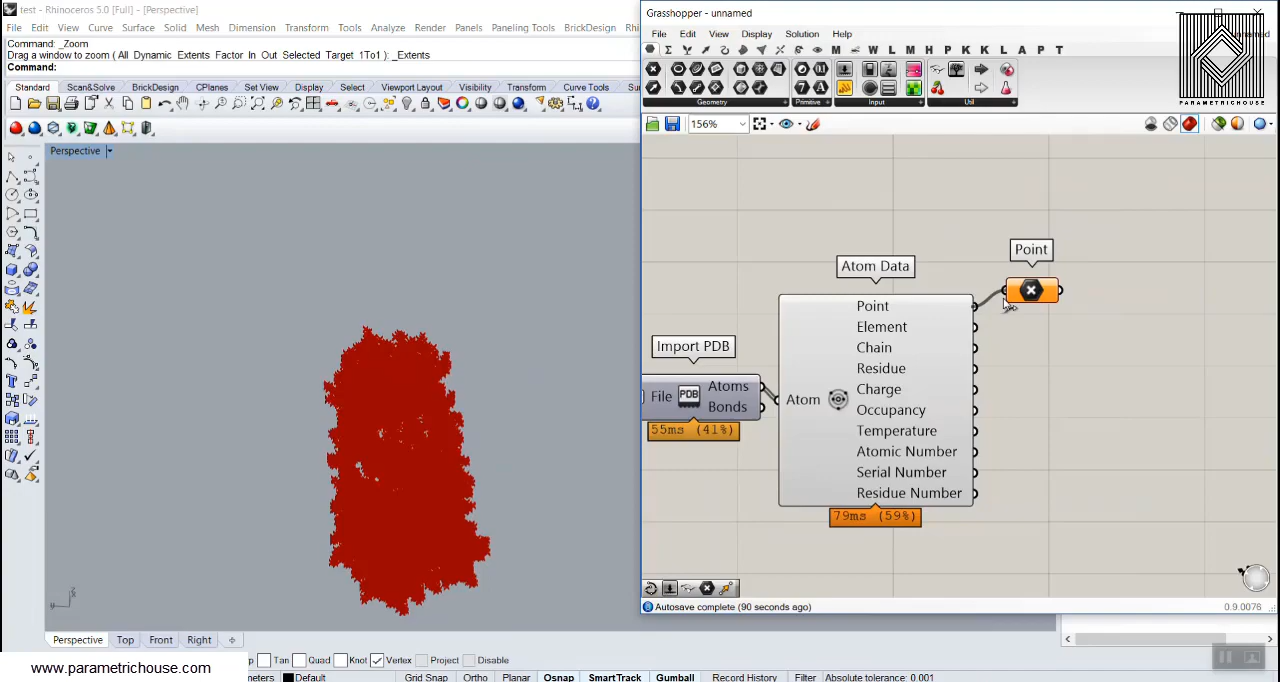 test - Rhinoceros 5.0 [Full] - [Perspective]
File Edit View Curve Surface Solid Mesh Dimension Transform Tools Analyze Render Panels Paneling Tools BrickDesign
Command: _Zoom
Drag a window to zoom ( All Dynamic Extents Factor In Out Selected Target 1To1 ): _Extents
Command:
Standard Scan&Solve BrickDesign CPlanes Set View Display Select Viewport Layout Visibility Transform Curve Tools
Perspective
Perspective Top Front Right
Tan Quad Knot Vertex Project Disable
Default Grid Snap Ortho Planar Osnap SmartTrack Gumball Record History Filter Absolute tolerance: 0.001
www.parametrichouse.com
Grasshopper - unnamed
File Edit View Display Solution Help
M W L M H P K K L A P T
Geometry Primitive Input Util
156%
PARAMETRICHOUSE
Point
Atom Data
Point
Element
Chain
Residue
Charge
Occupancy
Temperature
Atomic Number
Serial Number
Residue Number
Atom
79ms (59%)
Import PDB
File PDB Atoms
Bonds
55ms (41%)
Autosave complete (90 seconds ago)
0.9.0076